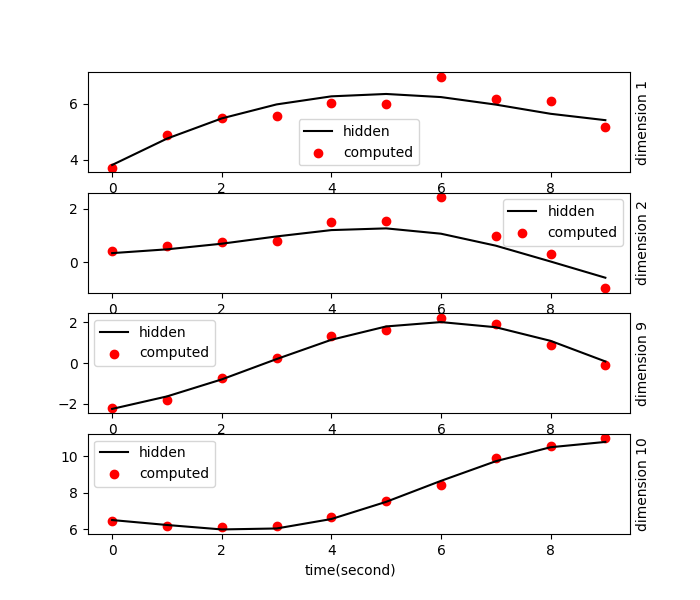 6
4
hidden
computed
dimension 1
0 2 4 6 8
2
0
hidden
computed
dimension 2
0 2 4 6 8
2
0
−2
hidden
computed
dimension 9
0 2 4 6 8
10
8
6
hidden
computed
dimension 10
0 2 4 6 8
time(second)